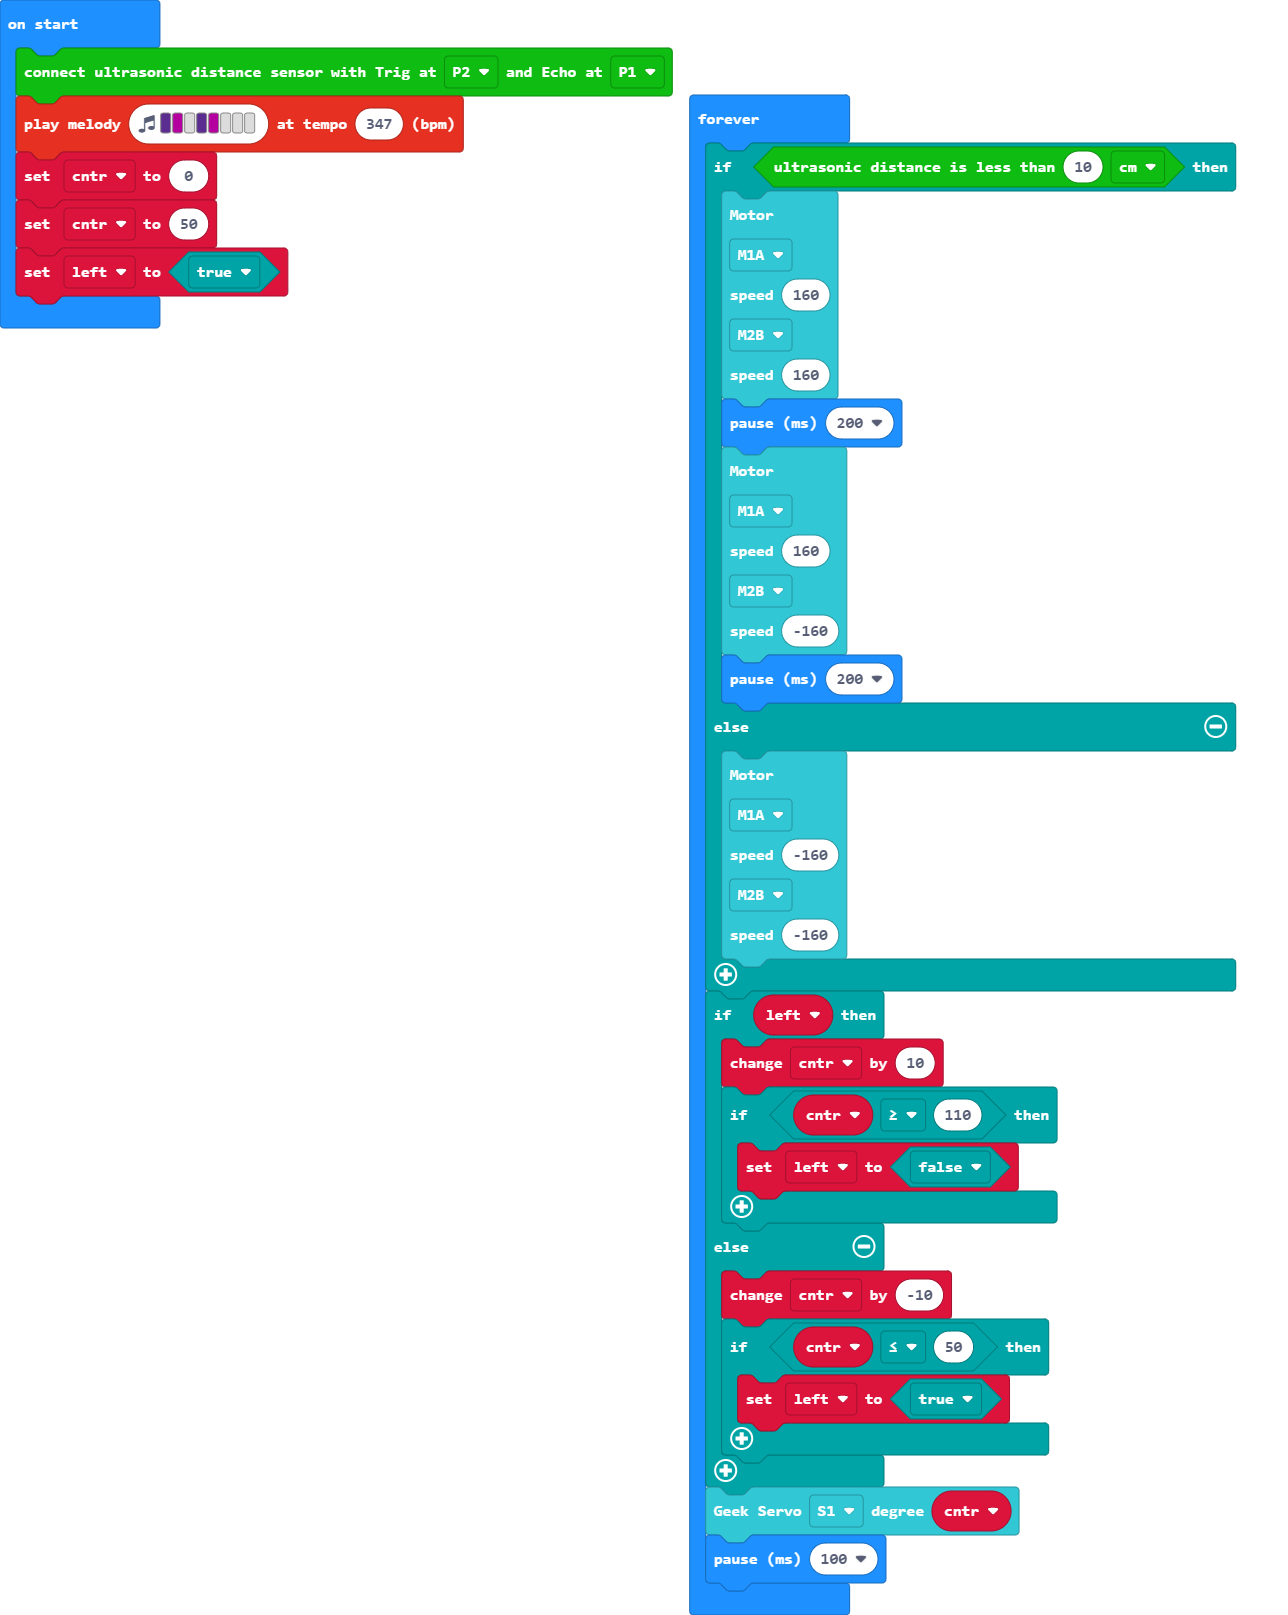 on start
connect ultrasonic distance sensor with Trig at P2 and Echo at P1
play melody at tempo 347 (bpm)
set cntr to 0
set cntr to 50
set left to true
forever
if ultrasonic distance is less than 10 cm then
Motor
M1A
speed 160
M2B
speed 160
pause (ms) 200
Motor
M1A
speed 160
M2B
speed -160
pause (ms) 200
else
Motor
M1A
speed -160
M2B
speed -160
if left then
change cntr by 10
if cntr ≥ 110 then
set left to false
else
change cntr by -10
if cntr ≤ 50 then
set left to true
Geek Servo S1 degree cntr
pause (ms) 100